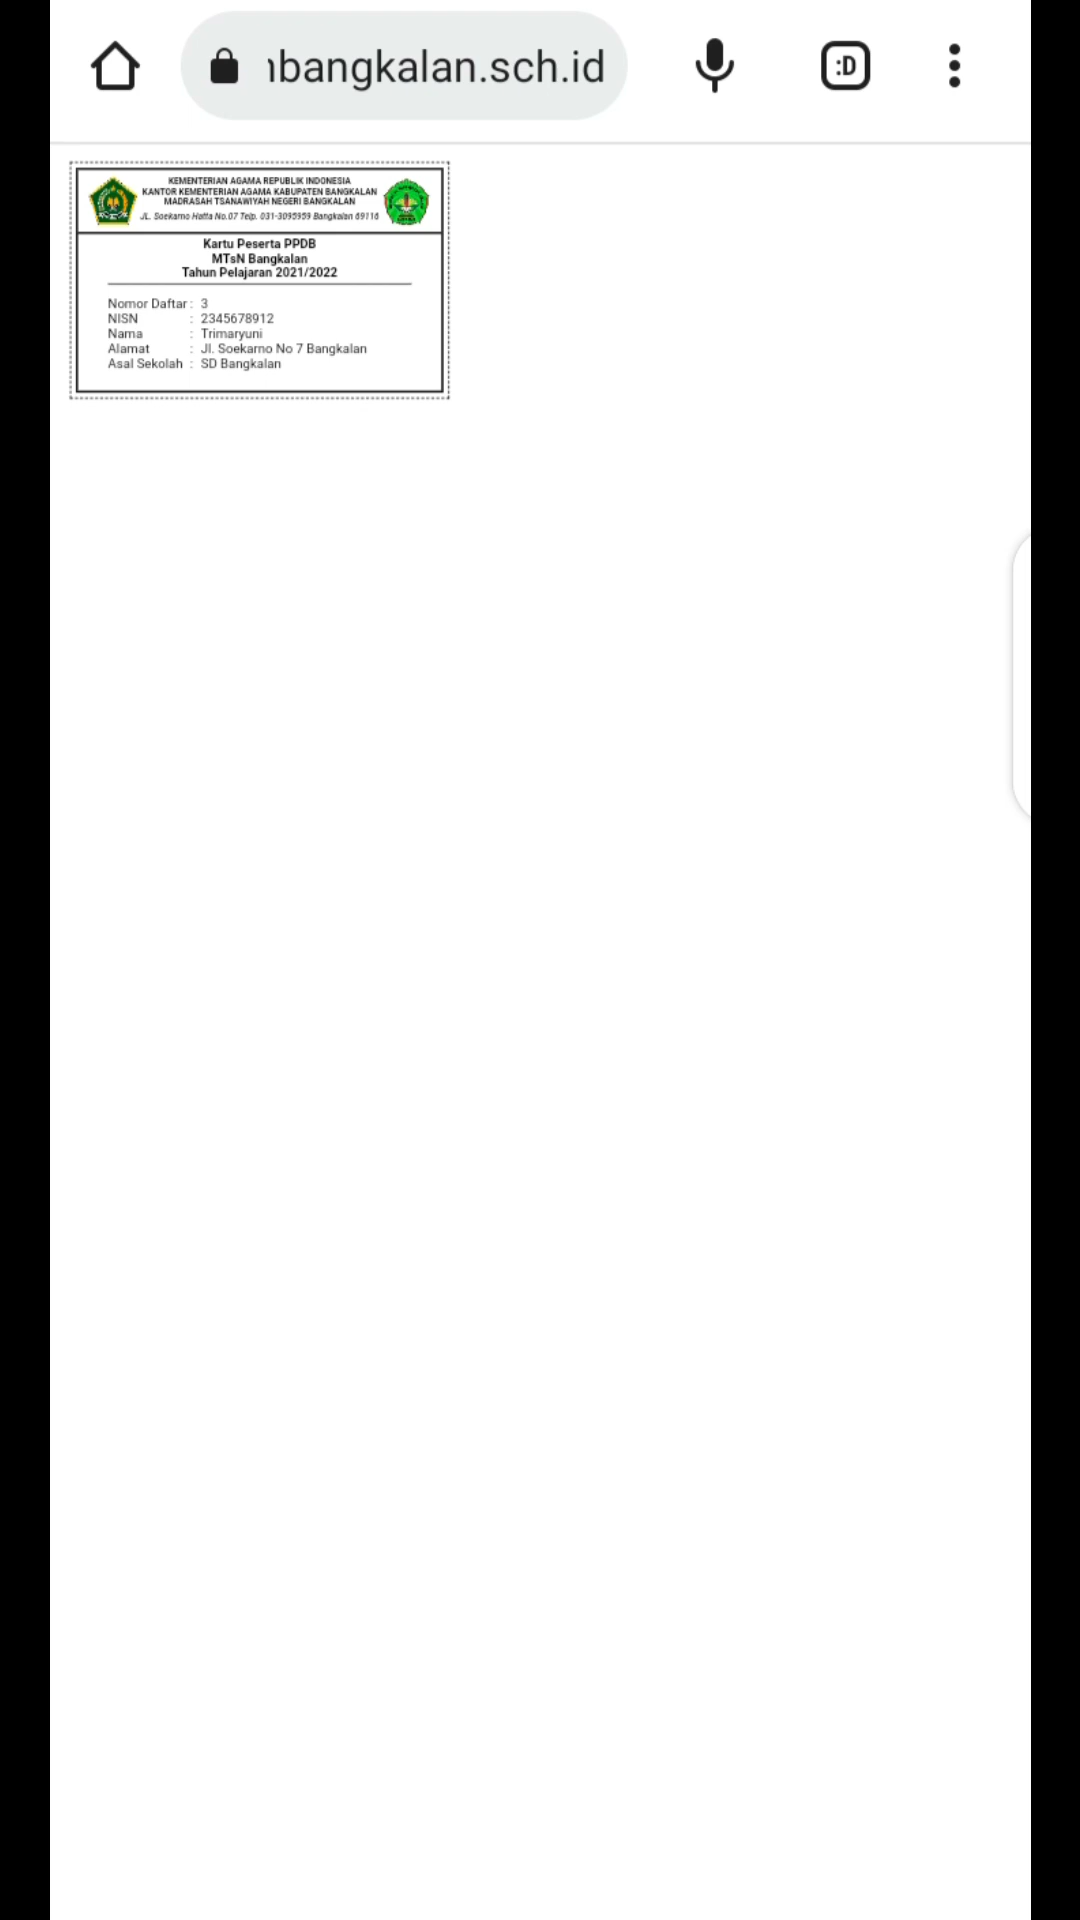 nbangkalan.sch.id
:D
KEMENTERIAN AGAMA REPUBLIK INDONESIA
KANTOR KEMENTERIAN AGAMA KABUPATEN BANGKALAN
MADRASAH TSANAWIYAH NEGERI BANGKALAN
JL. Soekarno Hatta No.07 Telp. 031-3095959 Bangkalan 69116
Kartu Peserta PPDB
MTsN Bangkalan
Tahun Pelajaran 2021/2022
Nomor Daftar : 3
NISN : 2345678912
Nama : Trimaryuni
Alamat : Jl. Soekarno No 7 Bangkalan
Asal Sekolah : SD Bangkalan